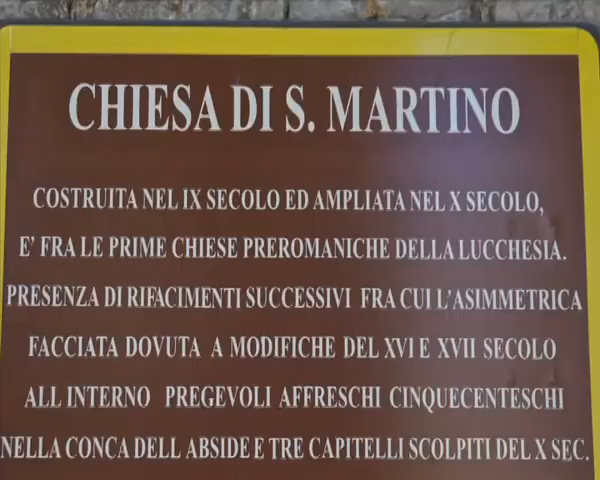 CHIESA DI S. MARTINO
COSTRUITA NEL IX SECOLO ED AMPLIATA NEL X SECOLO,
E' FRA LE PRIME CHIESE PREROMANICHE DELLA LUCCHESIA.
PRESENZA DI RIFACIMENTI SUCCESSIVI FRA CUI L'ASIMMETRICA
FACCIATA DOVUTA A MODIFICHE DEL XVI E XVII SECOLO
ALL INTERNO PREGEVOLI AFFRESCHI CINQUECENTESCHI
NELLA CONCA DELL ABSIDE E TRE CAPITELLI SCOLPITI DEL X SEC.